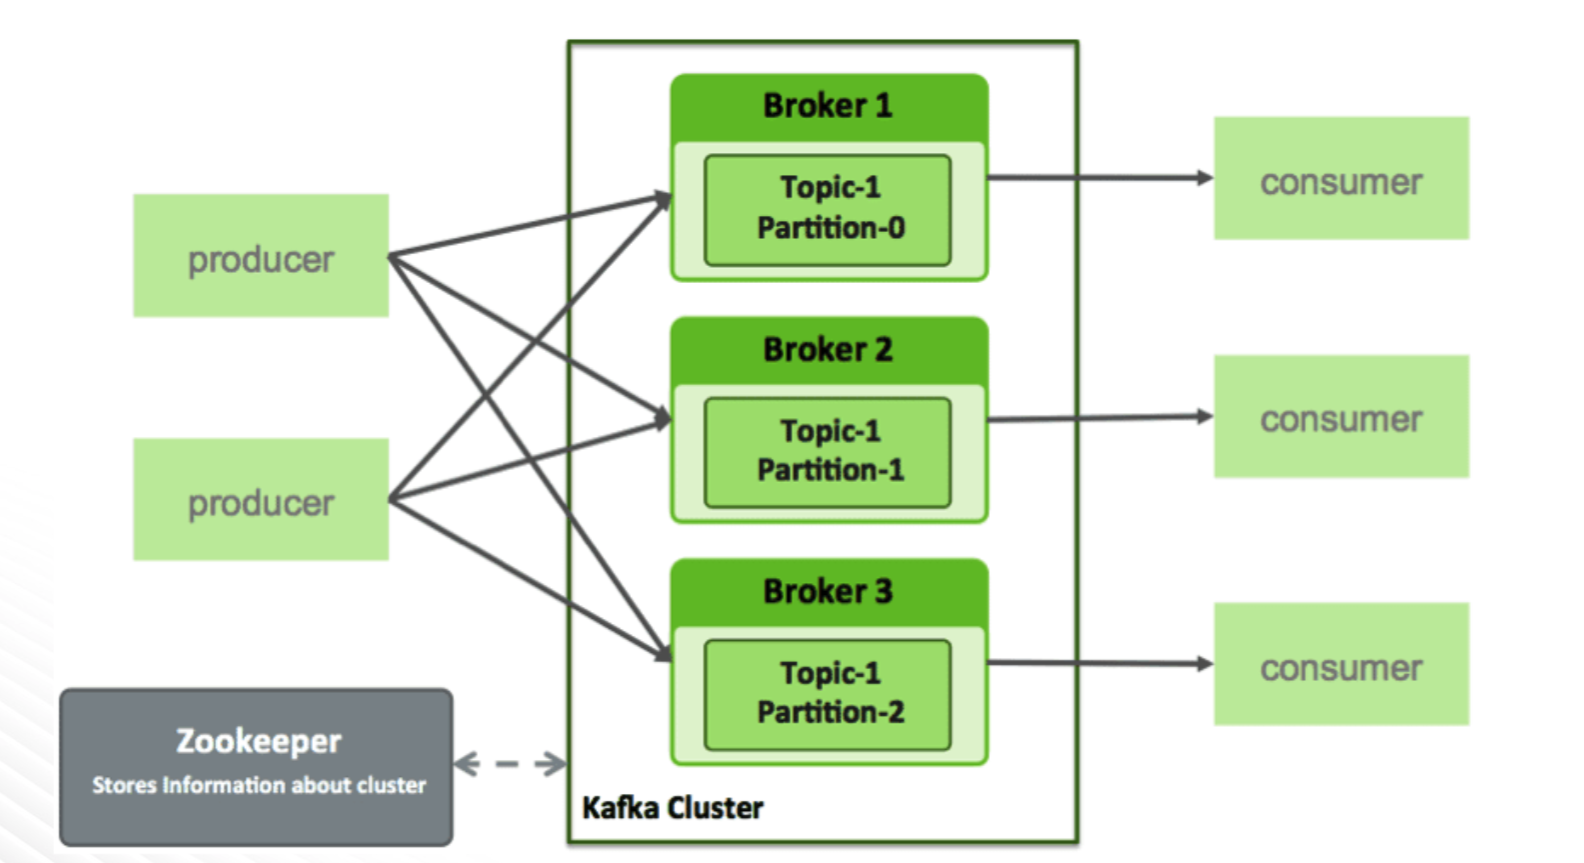 Broker 1
Topic-1
Partition-0
producer
consumer
Broker 2
Topic-1
Partition-1
producer
consumer
Broker 3
Topic-1
Partition-2
consumer
Zookeeper
Stores Information about cluster
Kafka Cluster